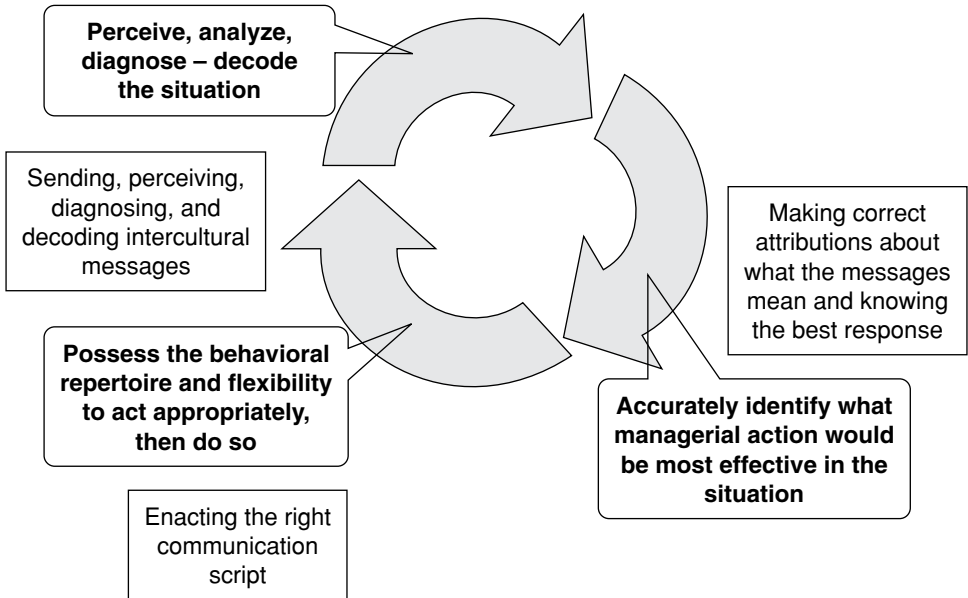 Perceive, analyze,
diagnose – decode
the situation
Sending, perceiving,
diagnosing, and
decoding intercultural
messages
Making correct
attributions about
what the messages
mean and knowing
the best response
Possess the behavioral
repertoire and flexibility
to act appropriately,
then do so
Accurately identify what
managerial action would
be most effective in the
situation
Enacting the right
communication
script